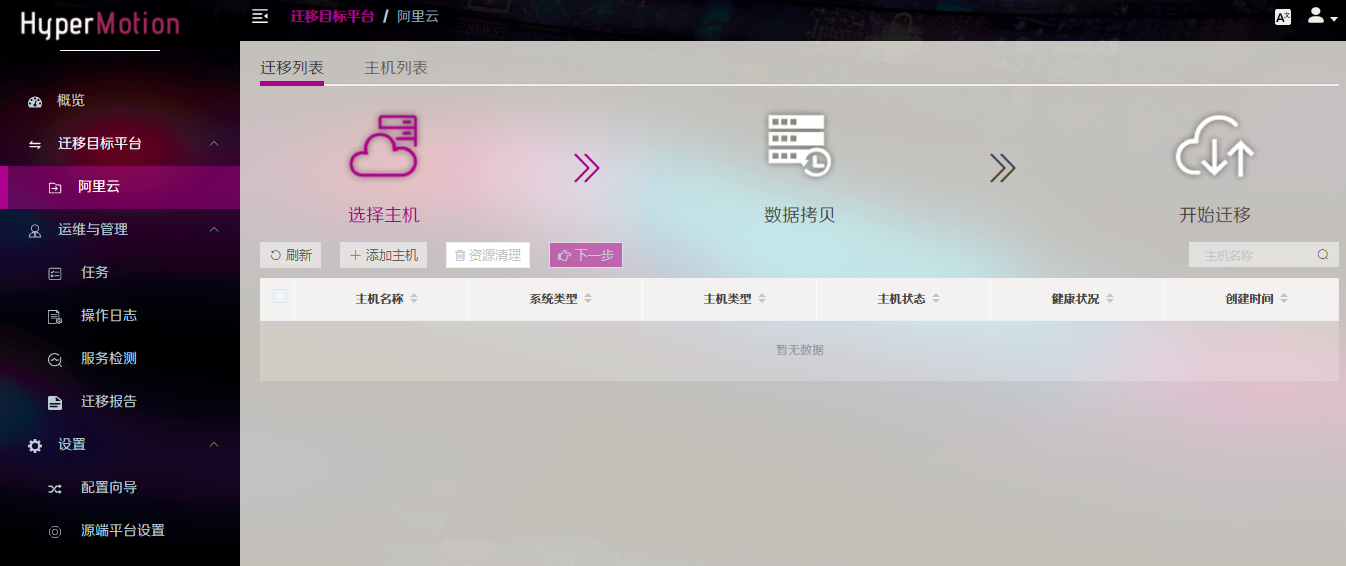 HyperMotion
迁移目标平台 / 阿里云
概览
迁移目标平台
阿里云
运维与管理
任务
操作日志
服务检测
迁移报告
设置
配置向导
源端平台设置
迁移列表 主机列表
选择主机 数据拷贝 开始迁移
刷新 添加主机 资源清理 下一步 主机名称
主机名称 系统类型 主机类型 主机状态 健康状况 创建时间
暂无数据